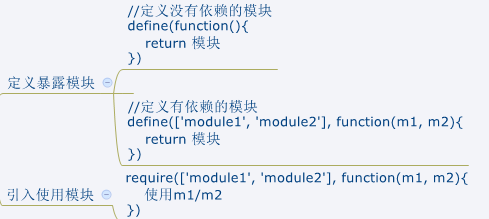 //定义没有依赖的模块
define(function(){
return 模块
})
定义暴露模块
//定义有依赖的模块
define(['module1', 'module2'], function(m1, m2){
return 模块
})
引入使用模块
require(['module1', 'module2'], function(m1, m2){
使用m1/m2
})